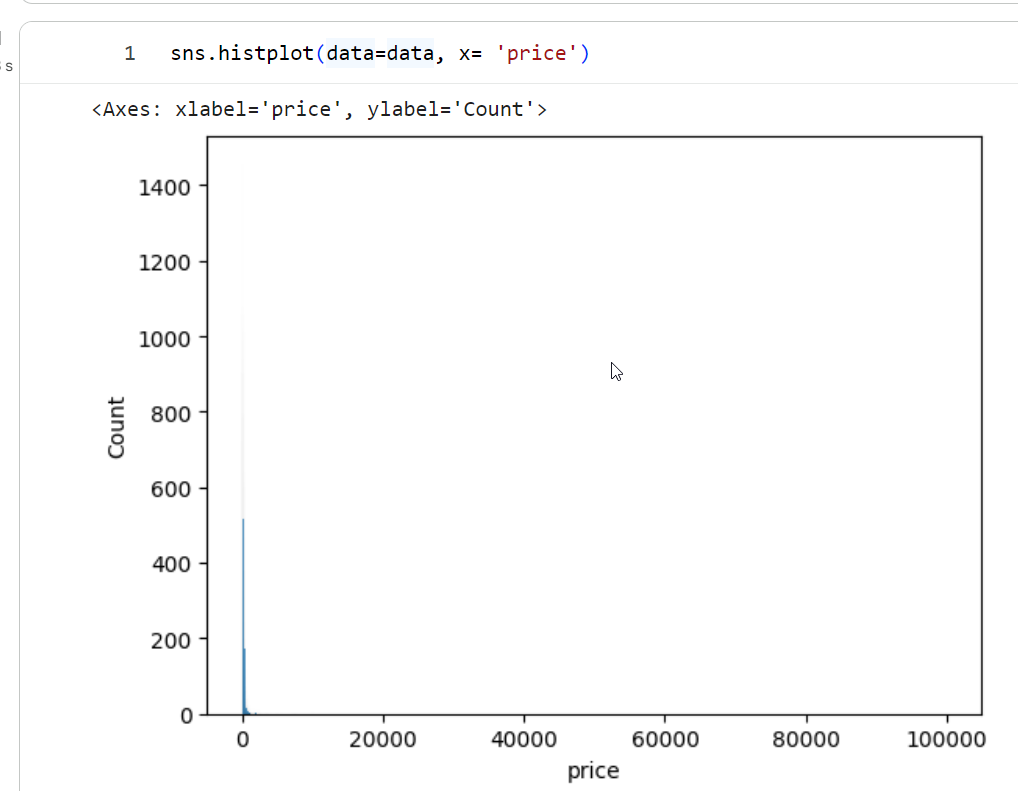 s
1 sns.histplot(data=data, x= 'price')
<Axes: xlabel='price', ylabel='Count'>
1400
1200
1000
800
600
400
200
0
Count
0 20000 40000 60000 80000 100000
price